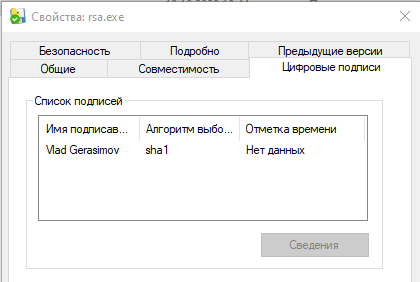 Свойства: rsa.exe
Безопасность Подробно Предыдущие версии
Общие Совместимость Цифровые подписи
Список подписей
Имя подписав... Алгоритм выбо... Отметка времени
Vlad Gerasimov sha1 Нет данных
Сведения